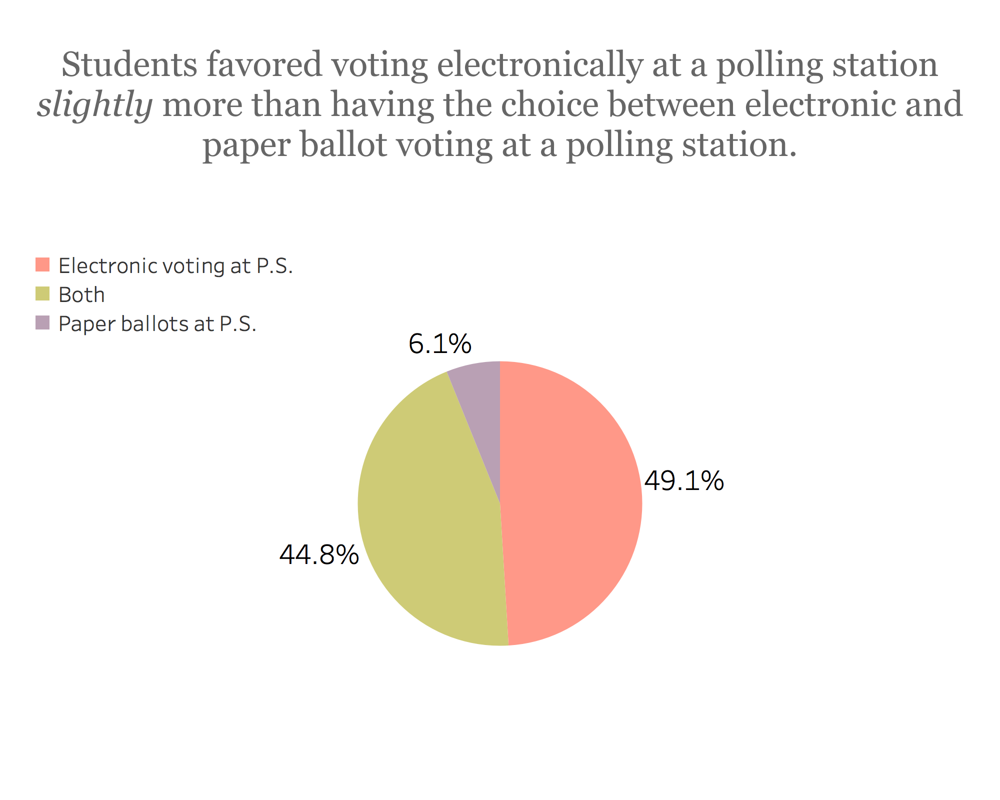 Students favored voting electronically at a polling station
slightly more than having the choice between electronic and
paper ballot voting at a polling station.
Electronic voting at P.S.
Both
Paper ballots at P.S.
6.1%
49.1%
44.8%